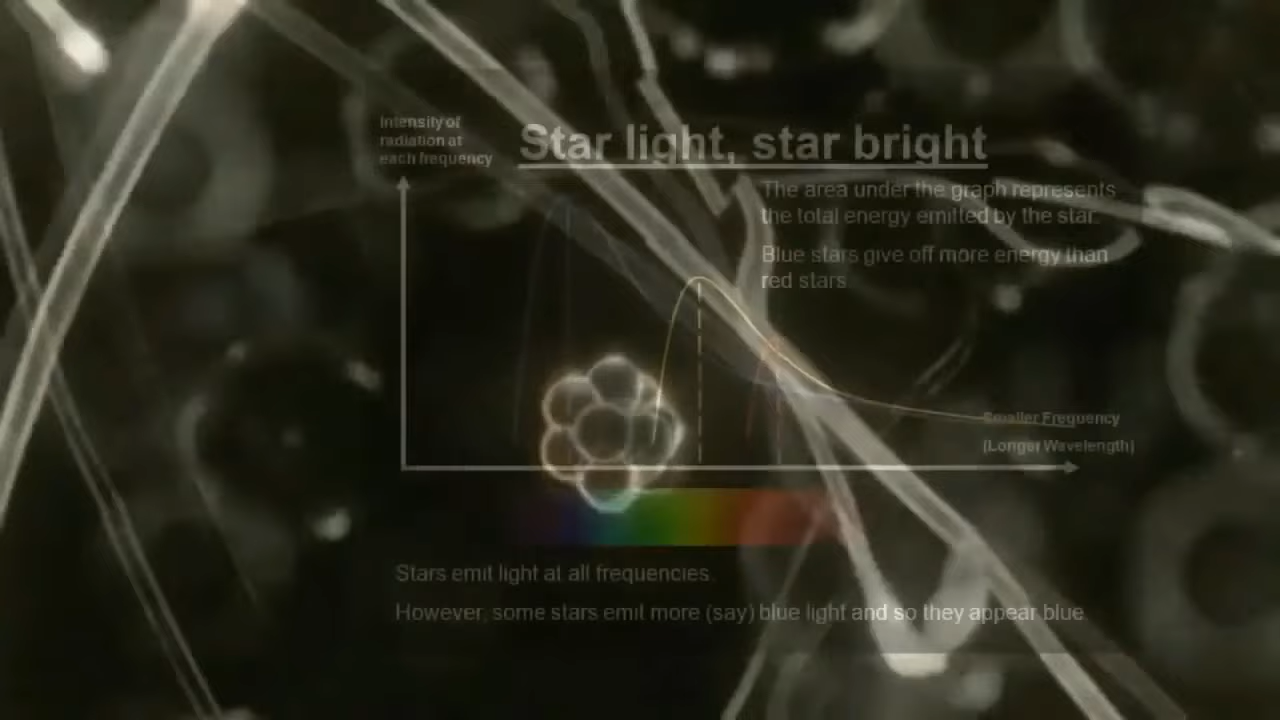 Intensity of
radiation at
each frequency
Star light, star bright
The area under the graph represents
the total energy emitted by the star.
Blue stars give off more energy than
red stars
Smaller Frequency
(Longer Wavelength)
Stars emit light at all frequencies.
However, some stars emit more (say) blue light and so they appear blue